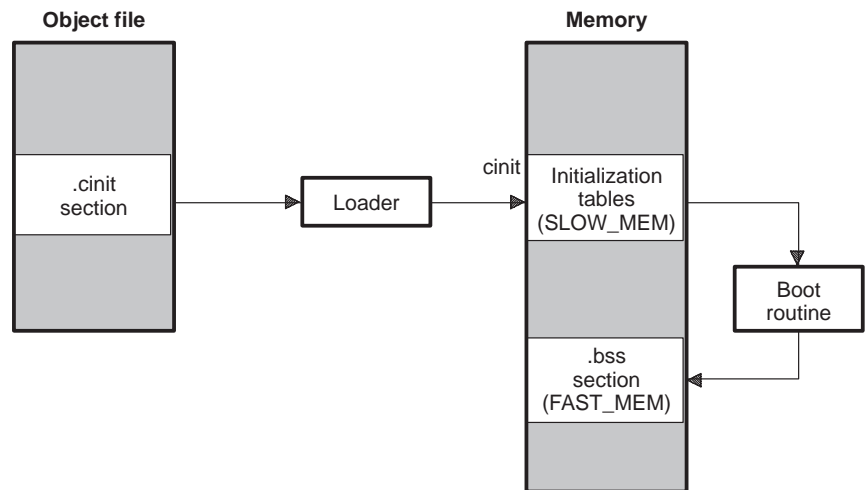 Object file
Memory
.cinit
section
Loader
cinit
Initialization
tables
(SLOW_MEM)
Boot
routine
.bss
section
(FAST_MEM)